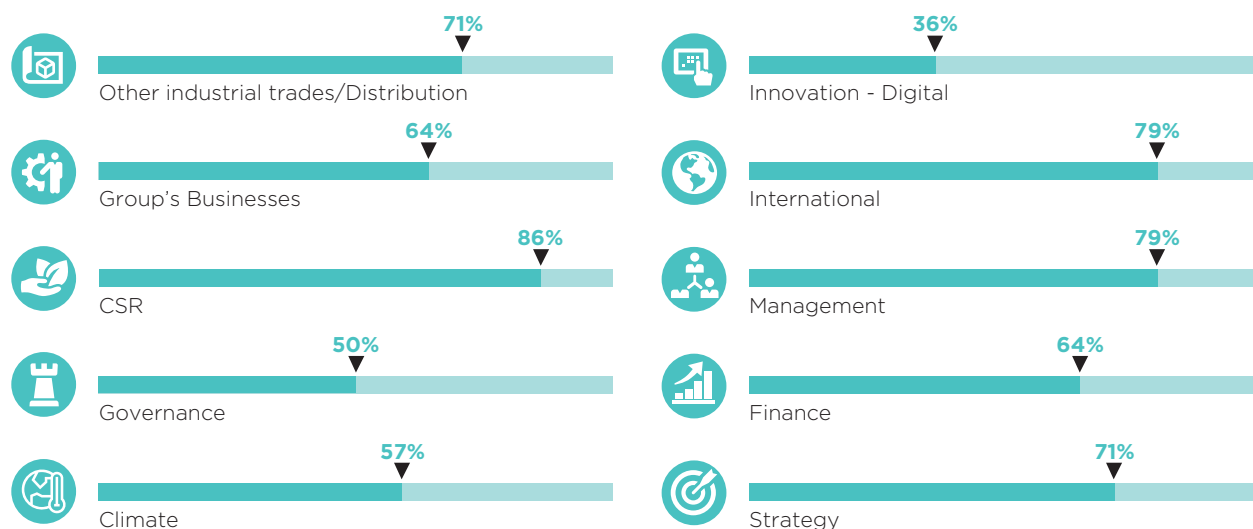 71%
Other industrial trades/Distribution
64%
Group's Businesses
86%
CSR
50%
Governance
57%
Climate
36%
Innovation - Digital
79%
International
79%
Management
64%
Finance
71%
Strategy